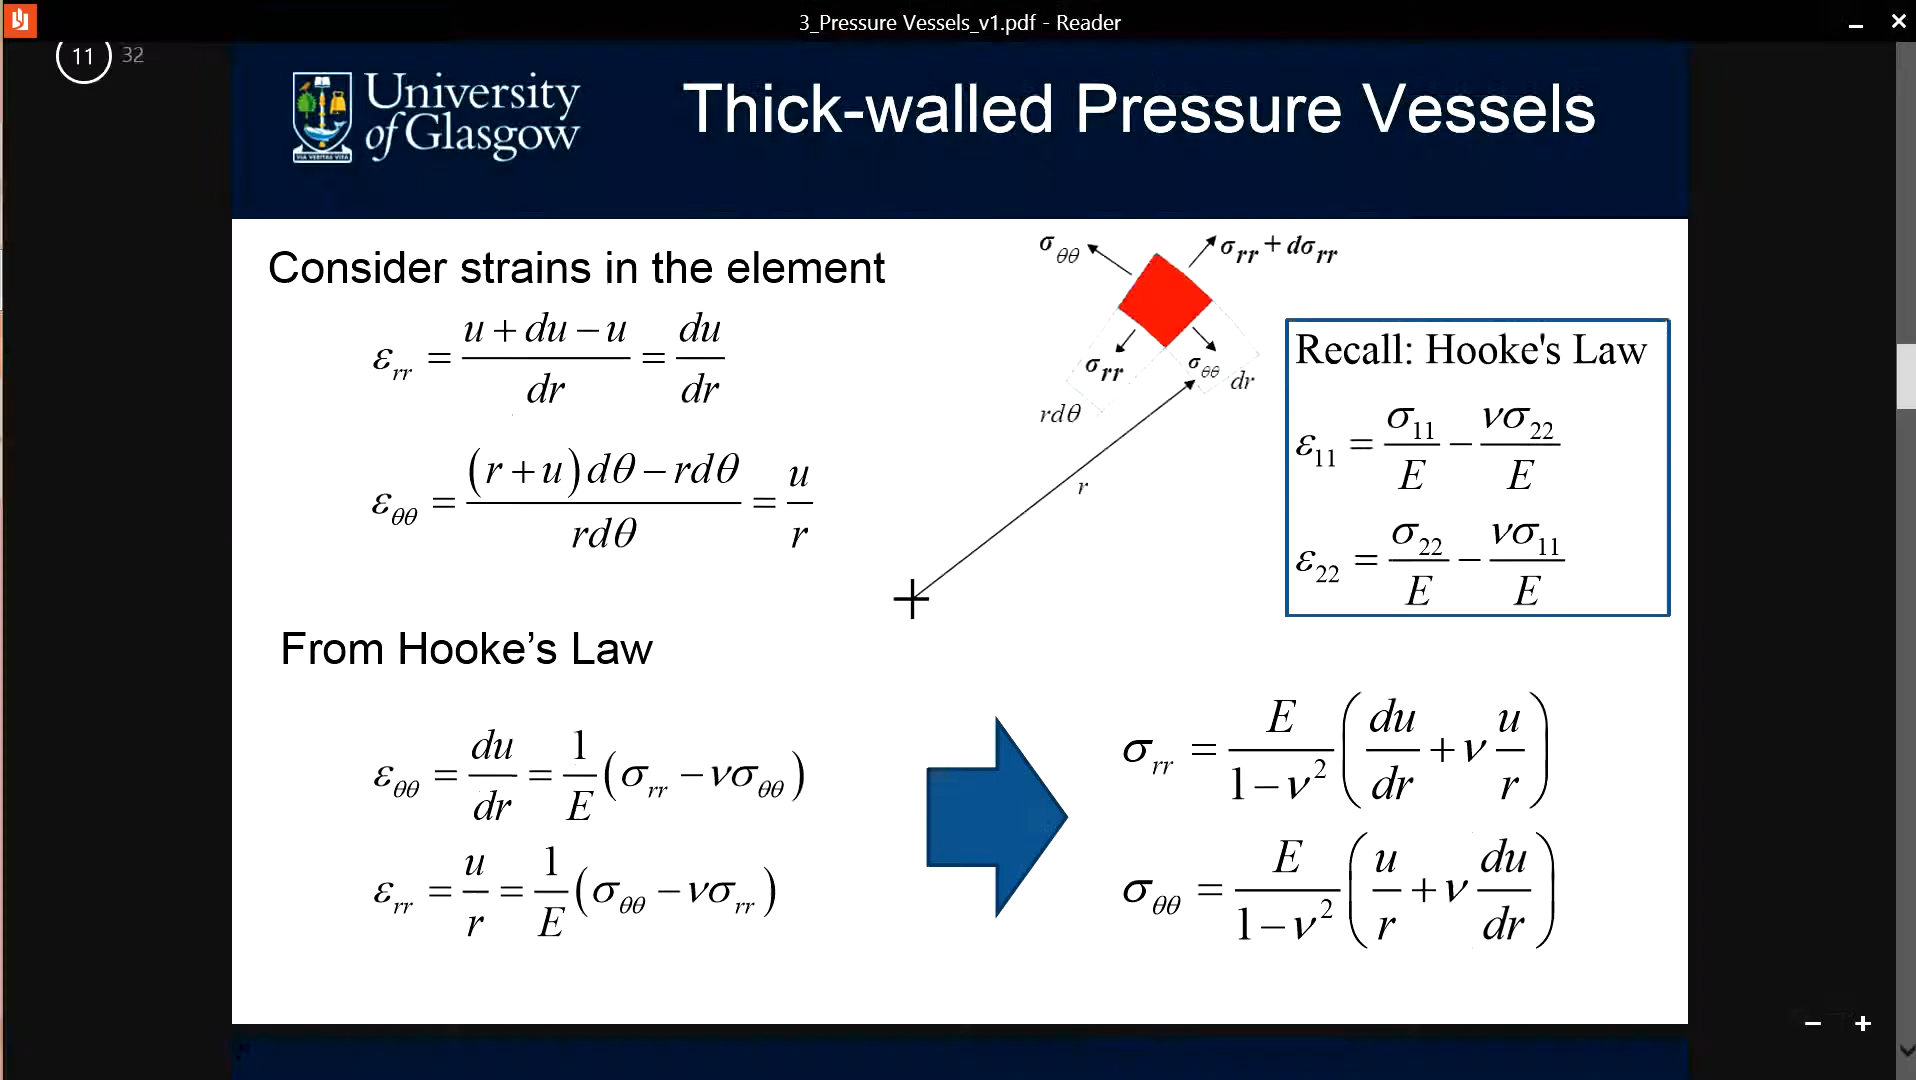 3_Pressure Vessels_v1.pdf - Reader
11 32
University
of Glasgow
VIA VERITAS VITA
Thick-walled Pressure Vessels
Consider strains in the element
ε_rr = (u + du − u)/dr = du/dr
ε_θθ = ((r + u)dθ − rdθ)/(rdθ) = u/r
σ_θθ
σ_rr + dσ_rr
σ_rr
σ_θθ
dr
rdθ
r
Recall: Hooke's Law
ε_11 = σ_11/E − νσ_22/E
ε_22 = σ_22/E − νσ_11/E
From Hooke’s Law
ε_θθ = du/dr = 1/E (σ_rr − νσ_θθ)
ε_rr = u/r = 1/E (σ_θθ − νσ_rr)
σ_rr = E/(1 − ν²) (du/dr + ν u/r)
σ_θθ = E/(1 − ν²) (u/r + ν du/dr)